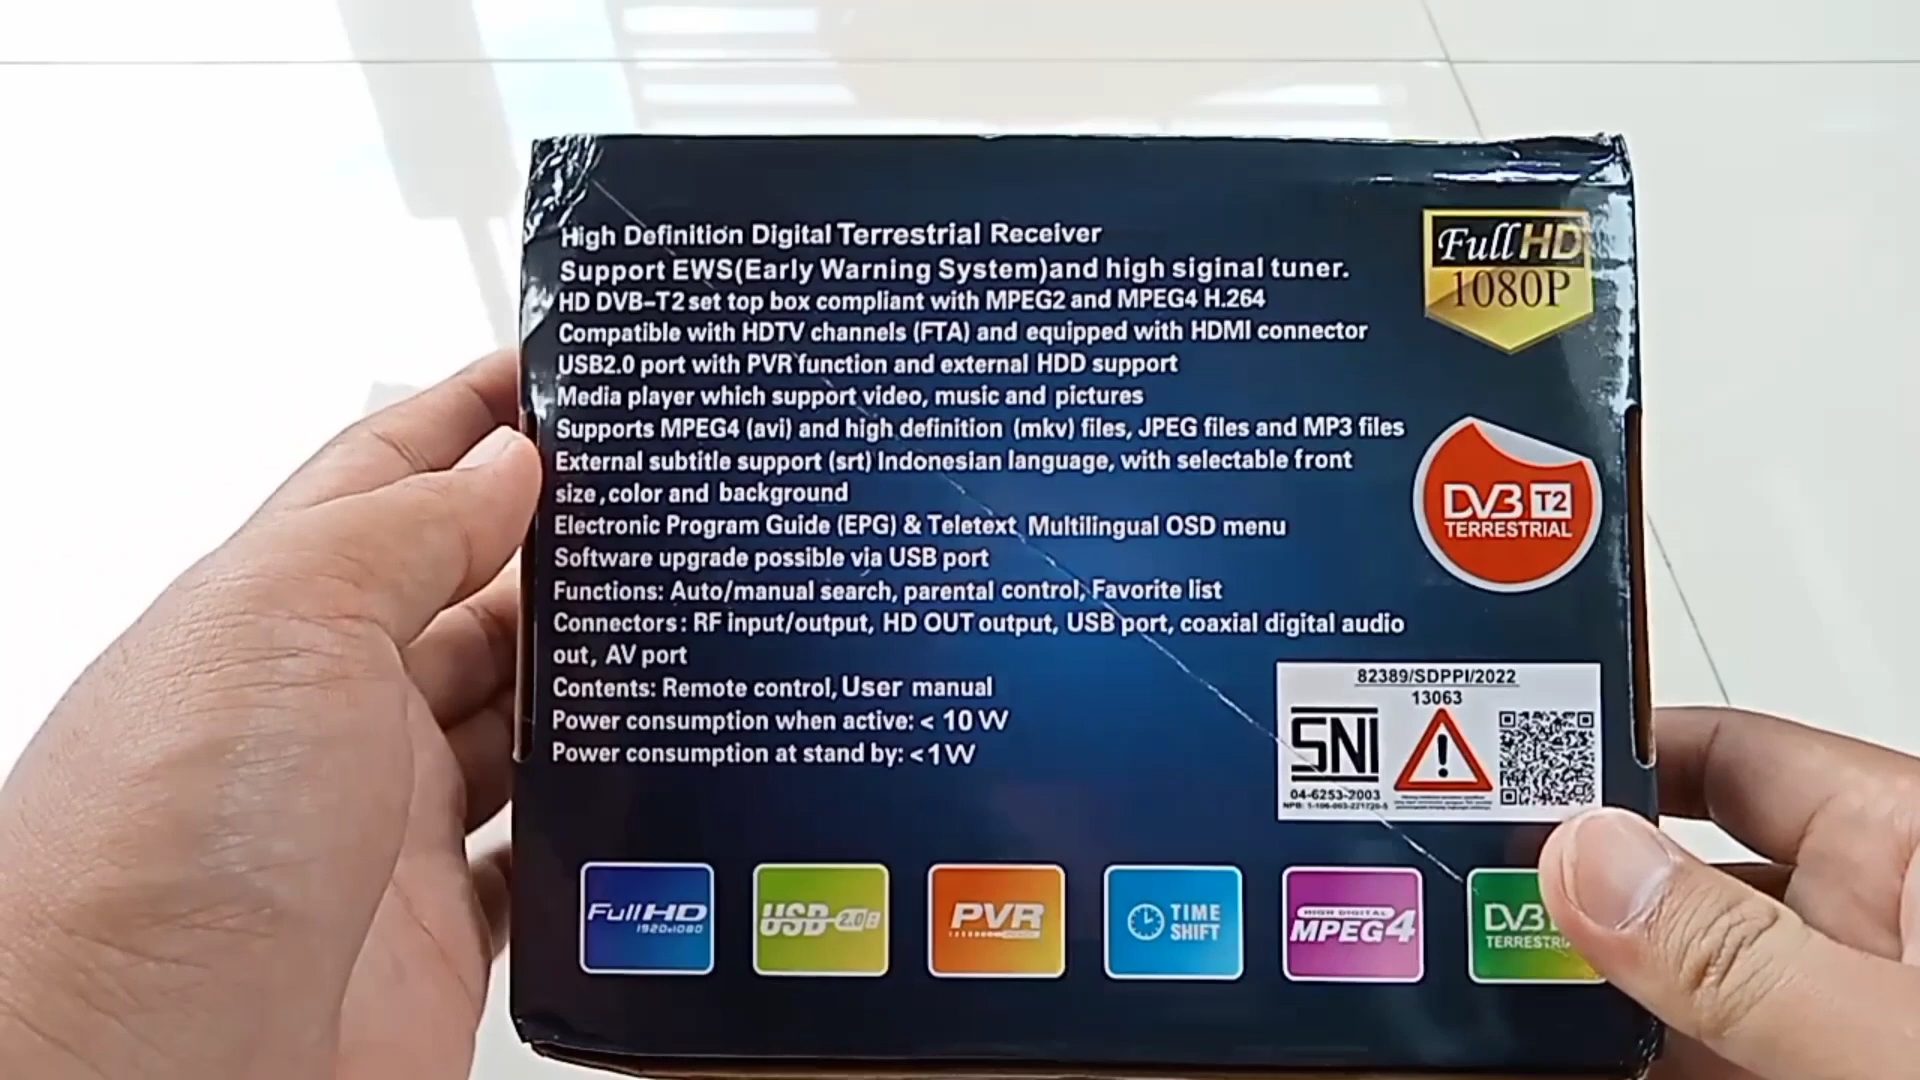 High Definition Digital Terrestrial Receiver
Support EWS(Early Warning System)and high siginal tuner.
HD DVB-T2 set top box compliant with MPEG2 and MPEG4 H.264
Compatible with HDTV channels (FTA) and equipped with HDMI connector
USB2.0 port with PVR function and external HDD support
Media player which support video, music and pictures
Supports MPEG4 (avi) and high definition (mkv) files, JPEG files and MP3 files
External subtitle support (srt) Indonesian language, with selectable front
size,color and background
Electronic Program Guide (EPG) & Teletext Multilingual OSD menu
Software upgrade possible via USB port
Functions: Auto/manual search, parental control, Favorite list
Connectors: RF input/output, HD OUT output, USB port, coaxial digital audio
out, AV port
Contents: Remote control, User manual
Power consumption when active: < 10 W
Power consumption at stand by: <1W
Full HD
1080P
DVB T2
TERRESTRIAL
82389/SDPPI/2022
13063
SNI
04-6253-2003
Full HD
1920x1080
USB 2.0
PVR
TIME
SHIFT
HIGH DIGITAL
MPEG4
DVB